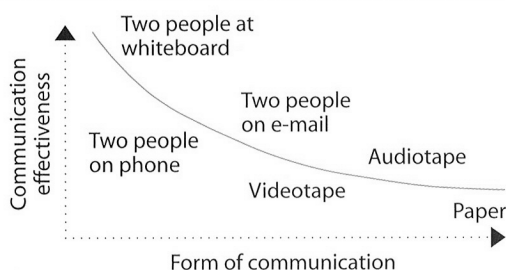 Two people at
whiteboard
Communication
effectiveness
Two people
on e-mail
Two people
on phone
Audiotape
Videotape
Paper
Form of communication